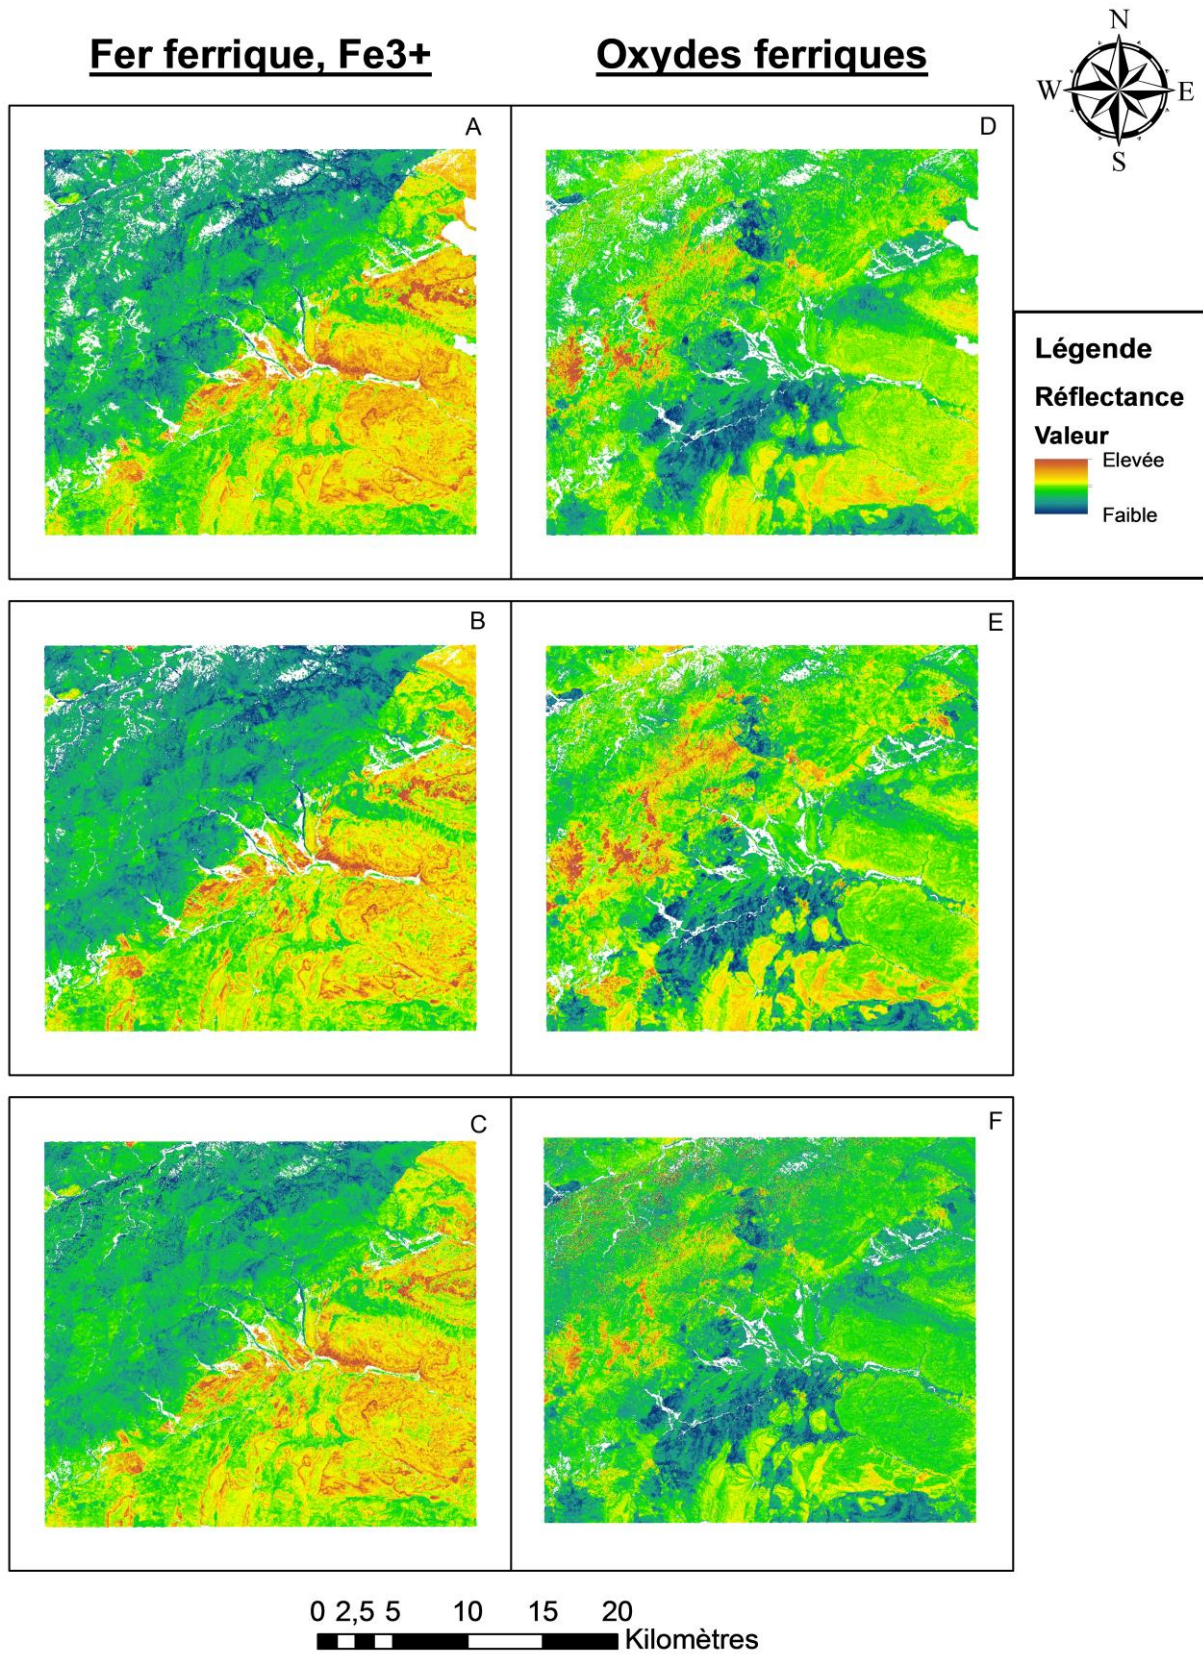 Fer ferrique, Fe3+
Oxydes ferriques
N
W E
S
A
D
Légende
Réflectance
Valeur
Elevée
Faible
B
E
C
F
0 2,5 5 10 15 20
Kilomètres